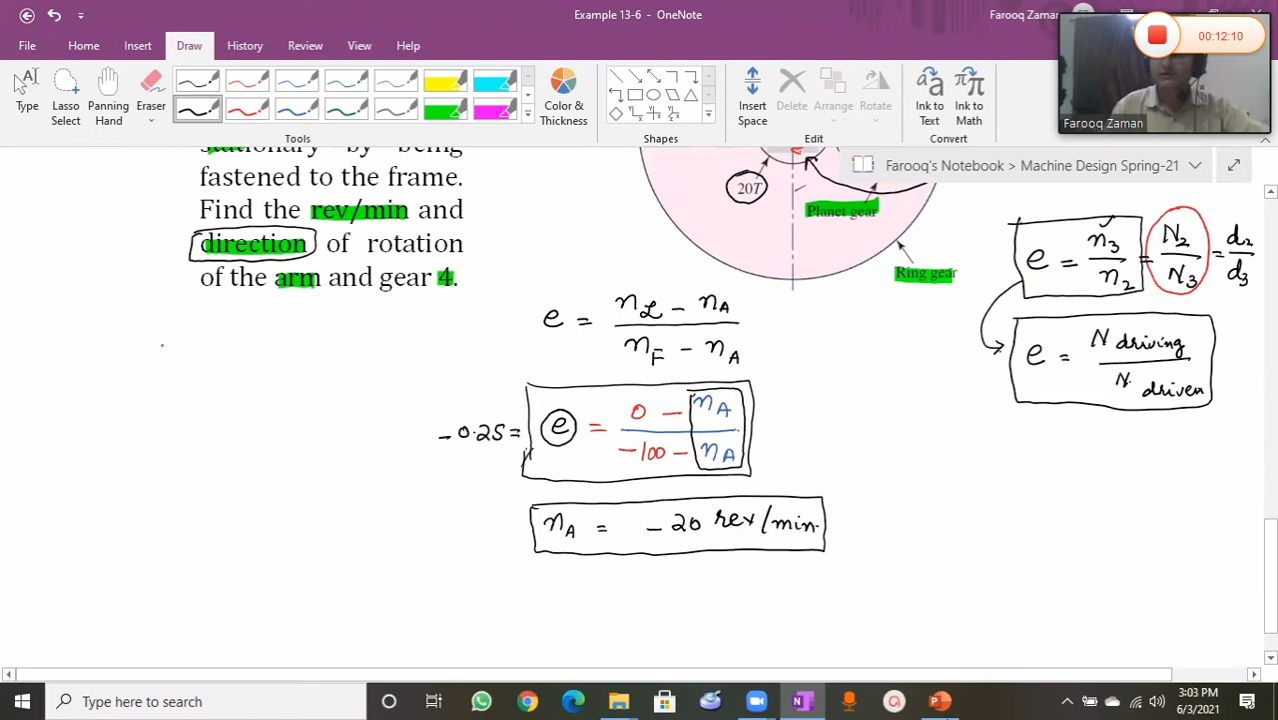 Example 13-6 - OneNote
Farooq Zaman
00:12:10
File Home Insert Draw History Review View Help
Type Lasso Select Panning Hand Eraser Color & Thickness Insert Space Delete Arrange Rotate Ink to Text Ink to Math
Tools Shapes Edit Convert
Farooq Zaman
stationary by being
fastened to the frame.
Find the rev/min and
direction of rotation
of the arm and gear 4.
Farooq's Notebook > Machine Design Spring-21
20T
Planet gear
Ring gear
e = n3/n2 = N2/N3 = d2/d3
e = N driving / N driven
e = nL - nA / nF - nA
-0.25 = e = 0 - nA / -100 - nA
nA = -20 rev/min.
Type here to search
3:03 PM
6/3/2021